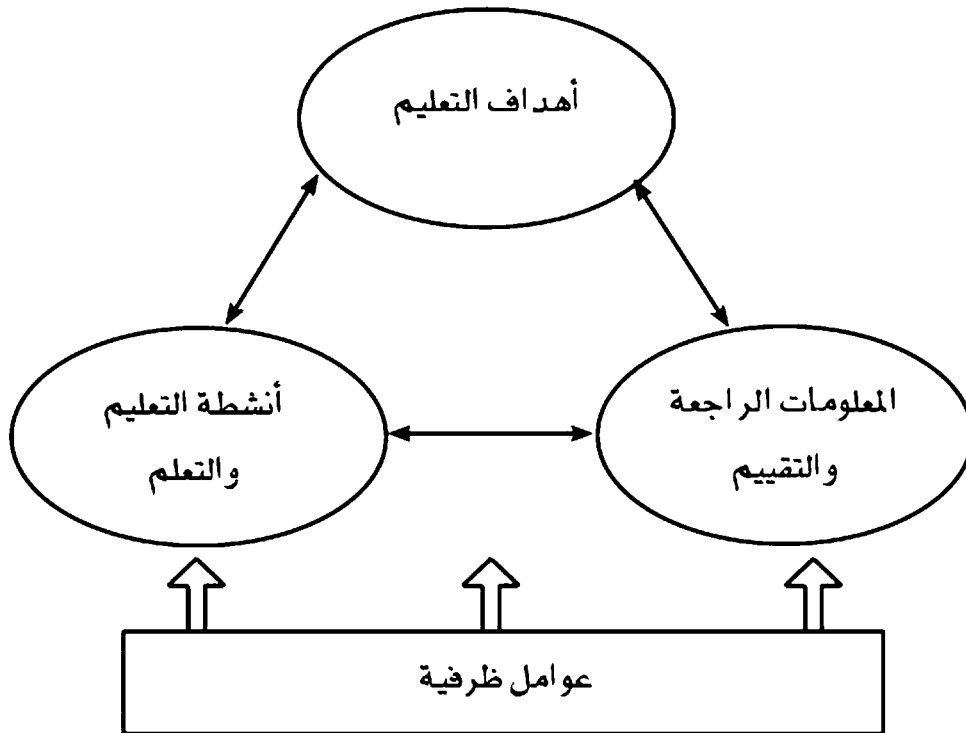 أهداف التعليم
أنشطة التعليم
والتعلم
المعلومات الراجعة
والتقييم
عوامل ظرفية